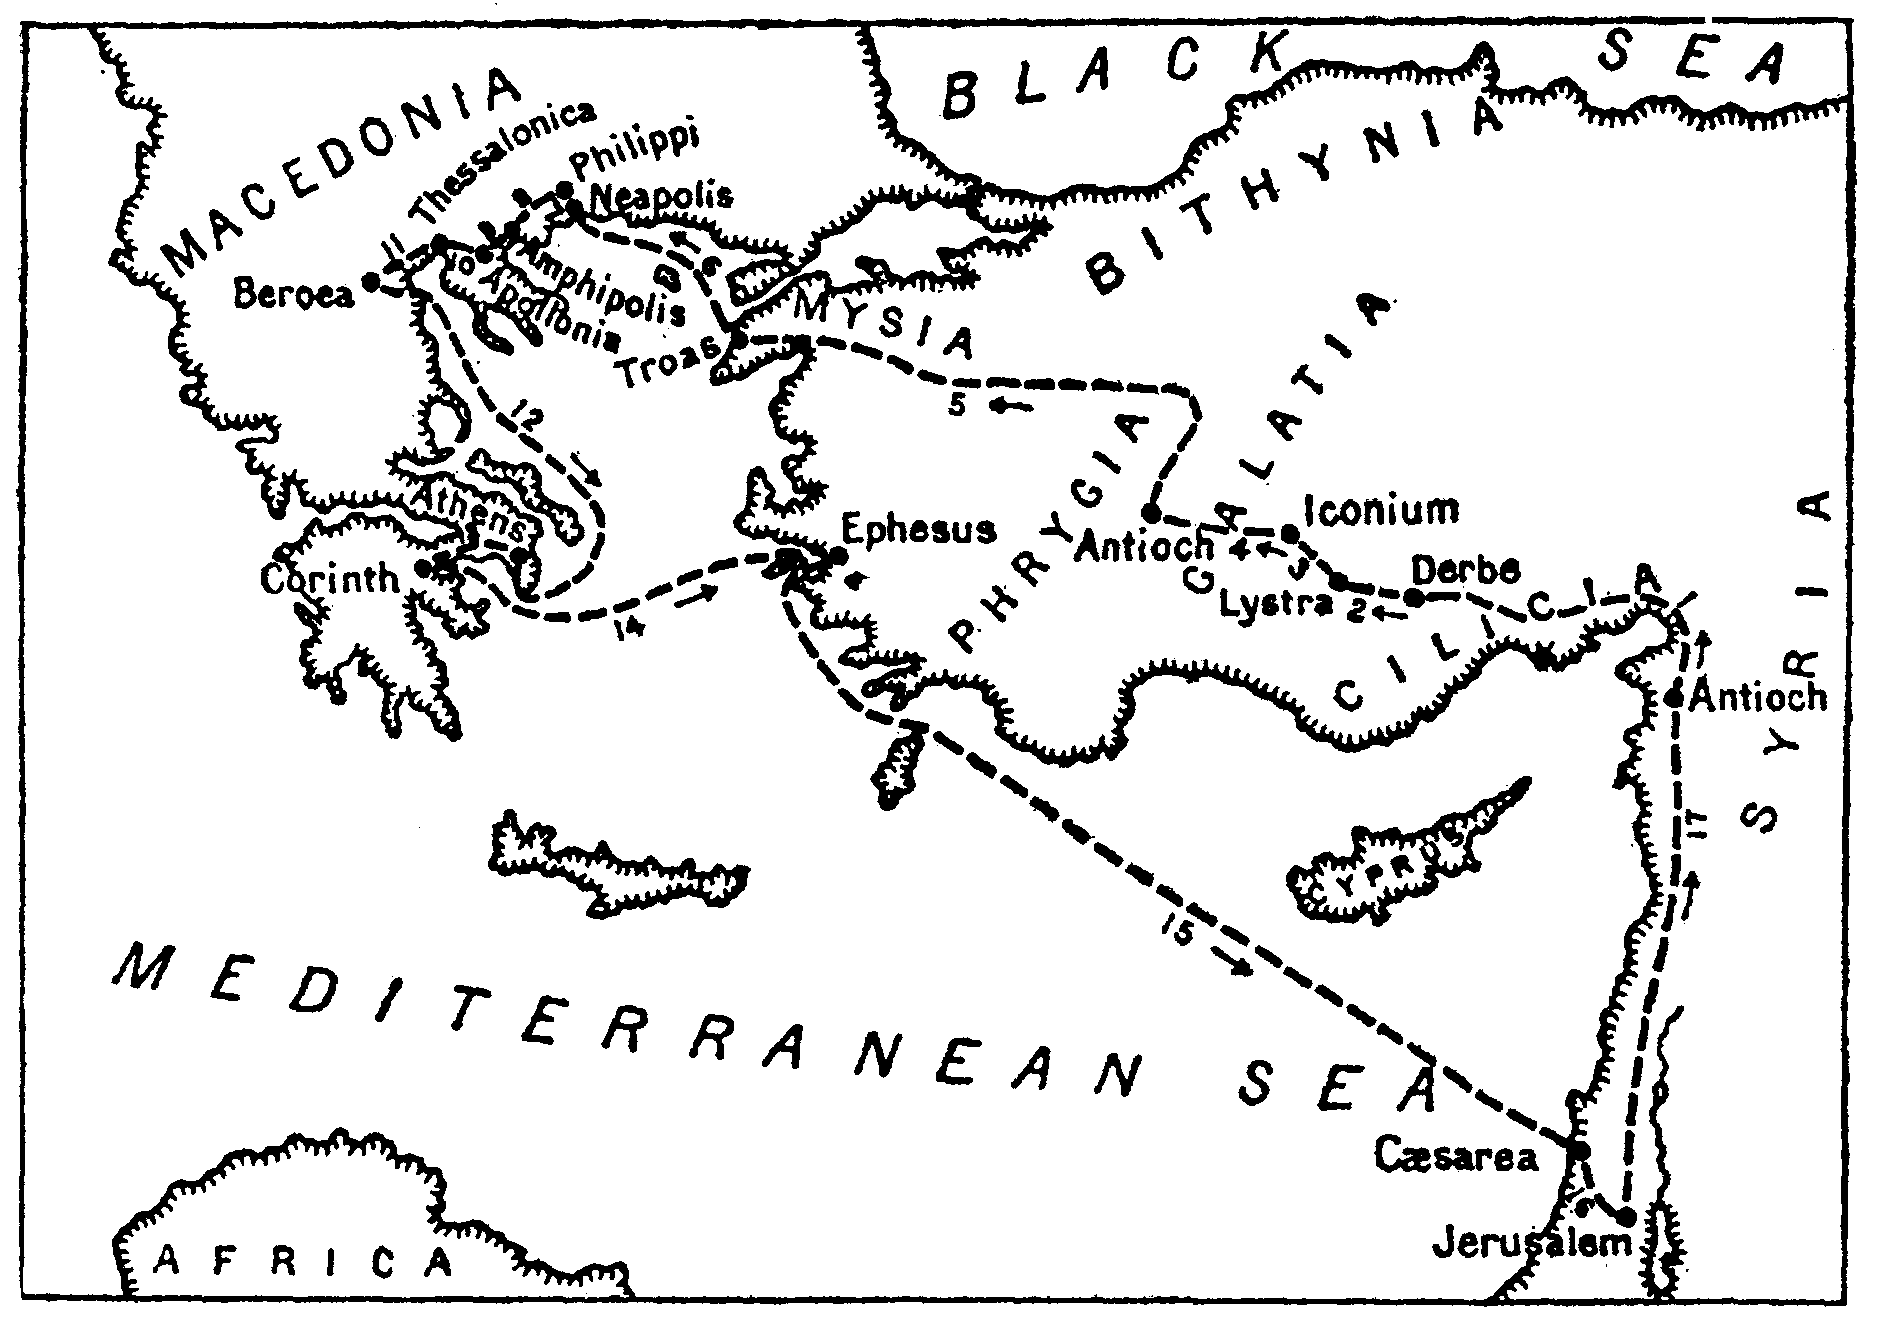 BLACK SEA
MACEDONIA
Thessalonica
Philippi
Neapolis
BITHYNIA
11
10
Beroea
Amphipolis
Apollonia
6
MYSIA
Troas
GALATIA
5
12
PHRYGIA
Athens
Iconium
Ephesus
Antioch
4
3
Corinth
Derbe
Lystra
2
CILICIA
1
14
Antioch
SYRIA
17
CYPRUS
15
MEDITERRANEAN SEA
Cæsarea
Jerusalem
AFRICA